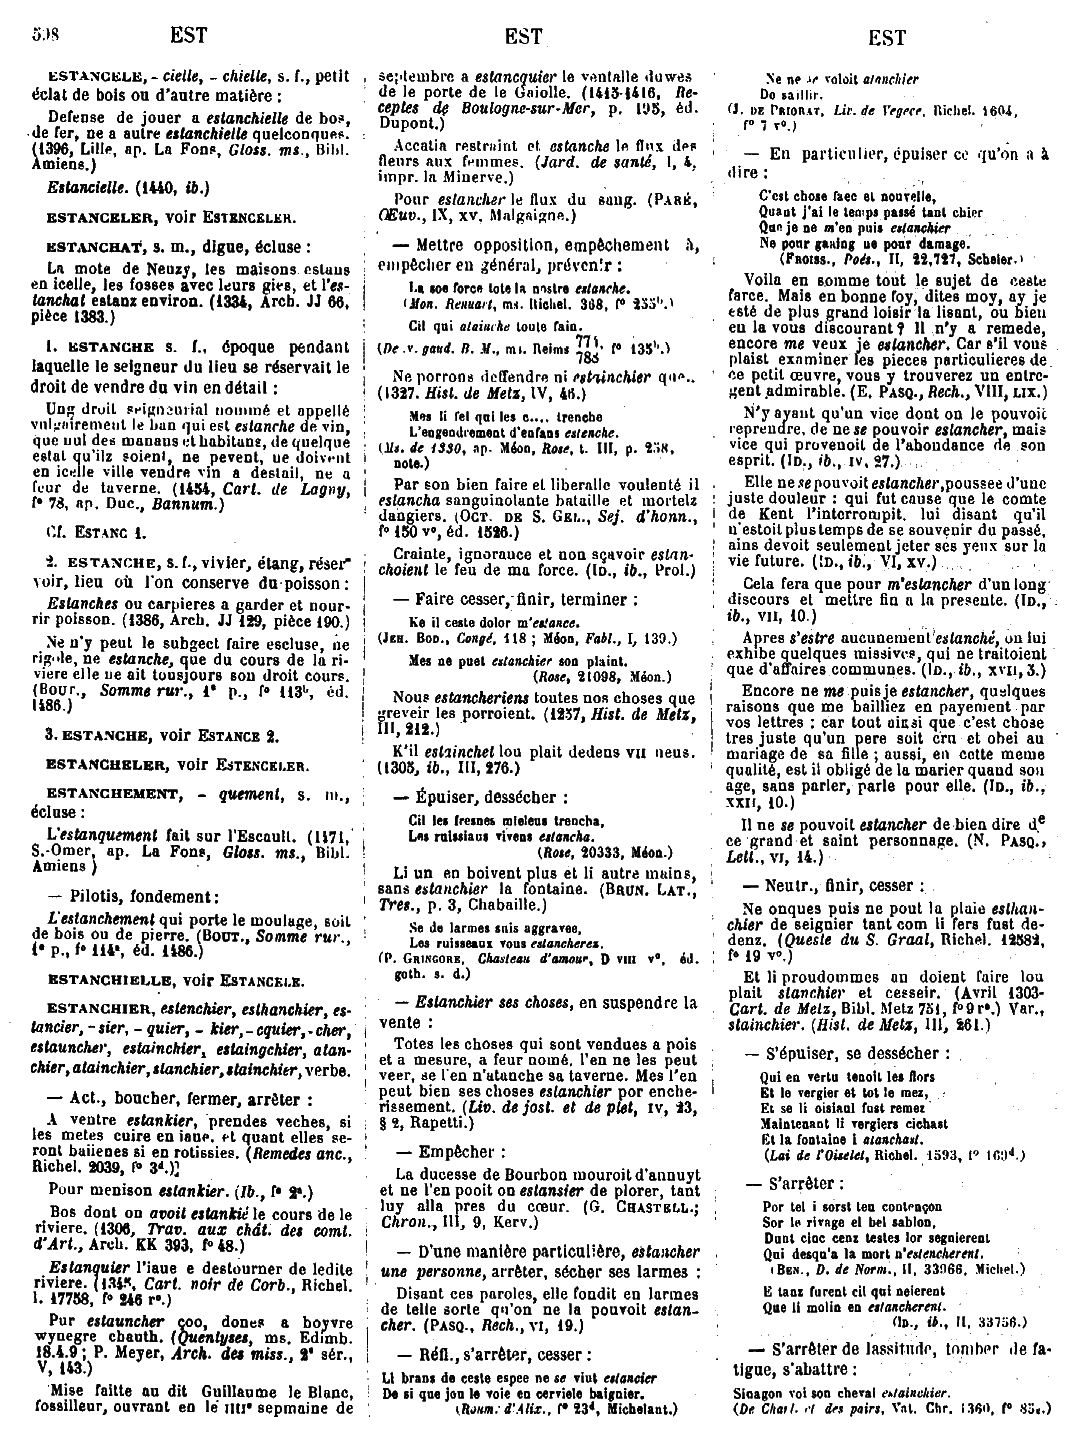 EST
EST
EST
ESTANCELE, - cielle, - chielle, s. f., petit
éclat de bois ou d'autre matière :
Defense de jouer a estanchielle de bos,
de fer, ne a autre estanchielle quelconques.
(1396, Lille, ap. La Fons, Gloss. ms., Bibl.
Amiens.)
Estancielle. (1440, ib.)
ESTANCELER, voir ESTENCELER.
ESTANCHAT, s. m., digue, écluse :
La mote de Neuzy, les maisons estans
en icelle, les fosses avec leurs gies, et l'es-
tanchat estanz environ. (1334, Arch. JJ 66,
pièce 1383.)
1. ESTANCHE s. f., époque pendant
laquelle le seigneur du lieu se réservait le
droit de vendre du vin en détail :
Ung droit seigneurial nommé et appellé
vulgairement le ban qui est estanche de vin,
que nul des manans et habitans, de quelque
estat qu'ilz soient, ne pevent, ne doivent
en icelle ville vendre vin a destail, ne a
feur de taverne. (1454, Cart. de Lagny,
f° 78, ap. Duc., Bannum.)
Cf. ESTANC 1.
2. ESTANCHE, s. f., vivier, étang, réser-
voir, lieu où l'on conserve du poisson :
Estanches ou carpieres a garder et nour-
rir poisson. (1386, Arch. JJ 129, pièce 190.)
Ne n'y peut le subgect faire escluse, ne
rigole, ne estanche, que du cours de la ri-
viere elle ne ait tousjours son droit cours.
(BOUT., Somme rur., 1ª p., f° 113ᵇ, éd.
1486.)
3. ESTANCHE, voir ESTANCE 2.
ESTANCHELER, voir ESTENCELER.
ESTANCHEMENT, - quement, s. m.,
écluse :
L'estanquement fait sur l'Escault. (1471,
S.-Omer, ap. La Fons, Gloss. ms., Bibl.
Amiens )
— Pilotis, fondement :
L'estanchement qui porte le moulage, soit
de bois ou de pierre. (BOUT., Somme rur.,
1ª p., f° 114ª, éd. 1486.)
ESTANCHIELLE, voir ESTANCELE.
ESTANCHIER, estenchier, esthanchier, es-
tancier, - sier, - quier, - kier, - cquier, - cher,
estauncher, estainchier, estaingchier, atan-
chier, atainchier, stanchier, stainchier, verbe.
— Act., boucher, fermer, arrêter :
A ventre estankier, prendes veches, si
les metes cuire en iaue, et quant elles se-
ront buiienes si en rotissies. (Remedes anc.,
Richel. 2039, f° 3ᵈ.)
Pour menison estankier. (Ib., f° 2ª.)
Bos dont on avoit estankié le cours de le
riviere. (1306, Trav. aux chât. des comt.
d'Art., Arch. KK 393, f° 48.)
Estanquier l'iaue e destourner de ledite
riviere. (1345, Cart. noir de Corb., Richel.
l. 17758, f° 246 r°.)
Pur estauncher çoo, dones a boyvre
wynegre chauth. (Quentyses, ms. Edimb.
18.4.9 ; P. Meyer, Arch. des miss., 2ª sér.,
V, 143.)
Mise faitte au dit Guillaume le Blanc,
fossilleur, ouvrant en le IIIIᵉ sepmaine de
septembre a estancquier le ventalle duwes
de le porte de le Gaiolle. (1415-1416, Re-
ceptes de Boulogne-sur-Mer, p. 195, éd.
Dupont.)
Accatia restraint et estanche le flux des
fleurs aux femmes. (Jard. de santé, I, 4,
impr. la Minerve.)
Pour estancher le flux du sang. (PARÉ,
Œuv., IX, XV, Malgaigne.)
— Mettre opposition, empêchement à,
empêcher en général, prévenir :
La soe force tote la nostre estanche.
(Mon. Renuart, ms. Richel. 368, f° 255ᵇ.)
Cil qui atainche toute fain.
f° 135ᵇ.)
Ne porrons deffendre ni estainchier que..
(1327. Hist. de Metz, IV, 46.)
Mes li fel qui les c.... trenche
L'engendrement d'enfans estenche.
(Ms. de 1330, ap. Méon, Rose, t. III, p. 258,
note.)
Par son bien faire et liberalle voulenté il
estancha sanguinolante bataille et mortelz
dangiers. (OCT. DE S. GEL., Sej. d'honn.,
f° 150 v°, éd. 1526.)
Crainte, ignorance et non sçavoir estan-
choient le feu de ma force. (ID., ib., Prol.)
— Faire cesser, finir, terminer :
Ke il ceste dolor m'estance.
(JEH. BOD., Congé, 118 ; Méon, Fabl., I, 139.)
Mes ne puet estanchier son plaint.
(Rose, 21098, Méon.)
Nous estancheriens toutes nos choses que
greveir les porroient. (1257, Hist. de Metz,
III, 212.)
K'il estainchet lou plait dedens VII neus.
(1305, ib., III, 276.)
— Épuiser, dessécher :
Cil les fresnes mieleus trencha,
Les ruissiaus vivens estancha.
(Rose, 20333, Méon.)
Li un en boivent plus et li autre mains,
sans estanchier la fontaine. (BRUN. LAT.,
Tres., p. 3, Chabaille.)
Se de larmes suis aggravee,
Les ruisseaux vous estancherez.
(P. GRINGORE, Chasteau d'amour, D VIII v°, éd.
goth. s. d.)
— Estanchier ses choses, en suspendre la
vente :
Totes les choses qui sont vendues a pois
et a mesure, a feur nomé, l'en ne les peut
veer, se l'en n'atanche sa taverne. Mes l'en
peut bien ses choses estanchier por enche-
rissement. (Liv. de jost. et de plet, IV, 23,
§ 2, Rapetti.)
— Empêcher :
La ducesse de Bourbon mouroit d'annuyt
et ne l'en pooit on estansier de plorer, tant
luy alla pres du cœur. (G. CHASTELL.;
Chron., III, 9, Kerv.)
— D'une manière particulière, estancher
une personne, arrêter, sécher ses larmes :
Disant ces paroles, elle fondit en larmes
de telle sorte qu'on ne la pouvoit estan-
cher. (PASQ., Rech., VI, 19.)
— Réfl., s'arrêter, cesser :
Li brans de ceste espee ne se viut estancier
De si que jou le voie en cerviele baignier.
(Roum. d'Alix., f° 23ᵈ, Michelant.)
Ne ne se voloit atanchier
Do saillir.
(J. DE PRIORAT, Liv. de Vegece, Richel. 1604,
f° 7 v°.)
— En particulier, épuiser ce qu'on a à
dire :
C'est chose faee et nouvelle,
Quant j'ai le temps passé tant chier
Que je ne m'en puis estanchier
Ne pour gaaing ne pour damage.
(FROISS., Poés., II, 22,727, Scheler.)
Voila en somme tout le sujet de ceste
farce. Mais en bonne foy, dites moy, ay je
esté de plus grand loisir la lisant, ou bien
eu la vous discourant ? Il n'y a remede,
encore me veux je estancher. Car s'il vous
plaist examiner les pieces particulieres de
ce petit œuvre, vous y trouverez un entre-
gent admirable. (E. PASQ., Rech., VIII, LIX.)
N'y ayant qu'un vice dont on le pouvoit
reprendre, de ne se pouvoir estancher, mais
vice qui provenoit de l'abondance de son
esprit. (ID., ib., IV, 27.)
Elle ne se pouvoit estancher, poussee d'une
juste douleur : qui fut cause que le comte
de Kent l'interrompit, lui disant qu'il
n'estoit plus temps de se souvenir du passé,
ains devoit seulement jeter ses yeux sur la
vie future. (ID., ib., VI, XV.)
Cela fera que pour m'estancher d'un long
discours et mettre fin a la presente. (ID.,
ib., VII, 10.)
Apres s'estre aucunement estanché, on lui
exhibe quelques missives, qui ne traitoient
que d'affaires communes. (ID., ib., XVII, 3.)
Encore ne me puis je estancher, quelques
raisons que me bailliez en payement par
vos lettres : car tout ainsi que c'est chose
tres juste qu'un pere soit cru et obei au
mariage de sa fille ; aussi, en cette meme
qualité, est il obligé de la marier quand son
age, sans parler, parle pour elle. (ID., ib.,
XXII, 10.)
Il ne se pouvoit estancher de bien dire de
ce grand et saint personnage. (N. PASQ.,
Lett., VI, 14.)
— Neutr., finir, cesser :
Ne onques puis ne pout la plaie esthan-
chier de seignier tant com li fers fust de-
denz. (Queste du S. Graal, Richel. 12582,
f° 19 v°.)
Et li proudommes an doient faire lou
plait stanchier et cesseir. (Avril 1303-
Cart. de Metz, Bibl. Metz 751, f° 9 r°.) Var.,
stainchier. (Hist. de Metz, III, 261.)
— S'épuiser, se dessécher :
Qui en vertu tenoit les flors
Et le vergier et tot le mez,
Et se li oisiaul fust remez
Maintenant li vergiers cichast
Et la fontaine i atanchast.
(Lai de l'Oiselet, Richel. 1593, f° 169ᵈ.)
— S'arrêter :
Por tel i sorst teu contençon
Sor le rivage el bel sablon,
Dunt cinc cenz testes lor segnierent
Qui desqu'a la mort n'estencherent.
(BEN., D. de Norm., II, 33966, Michel.)
E tanz furent cil qui neierent
Que li molin en estancherent.
(ID., ib., II, 33756.)
— S'arrêter de lassitude, tomber de fa-
tigue, s'abattre :
Sinagon voi son cheval estainchier.
(De Charl. et des pairs, Vat. Chr. 1360, f° 85.)